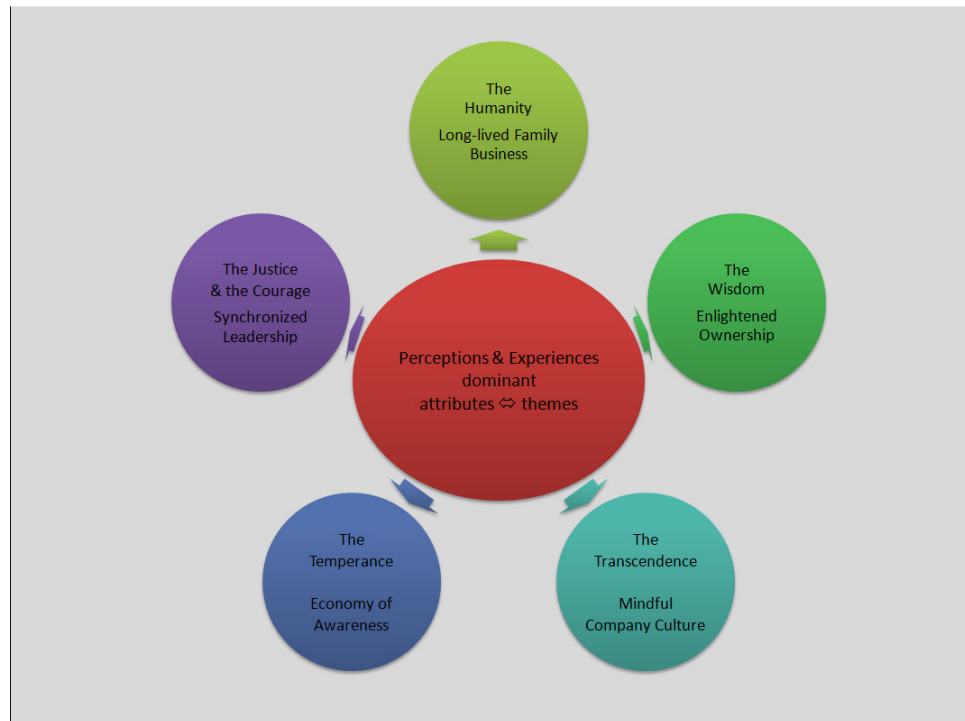 The
Humanity
Long-lived Family
Business
The Justice
& the Courage
Synchronized
Leadership
The
Wisdom
Enlightened
Ownership
Perceptions & Experiences
dominant
attributes ⬄ themes
The
Temperance
Economy of
Awareness
The
Transcendence
Mindful
Company Culture